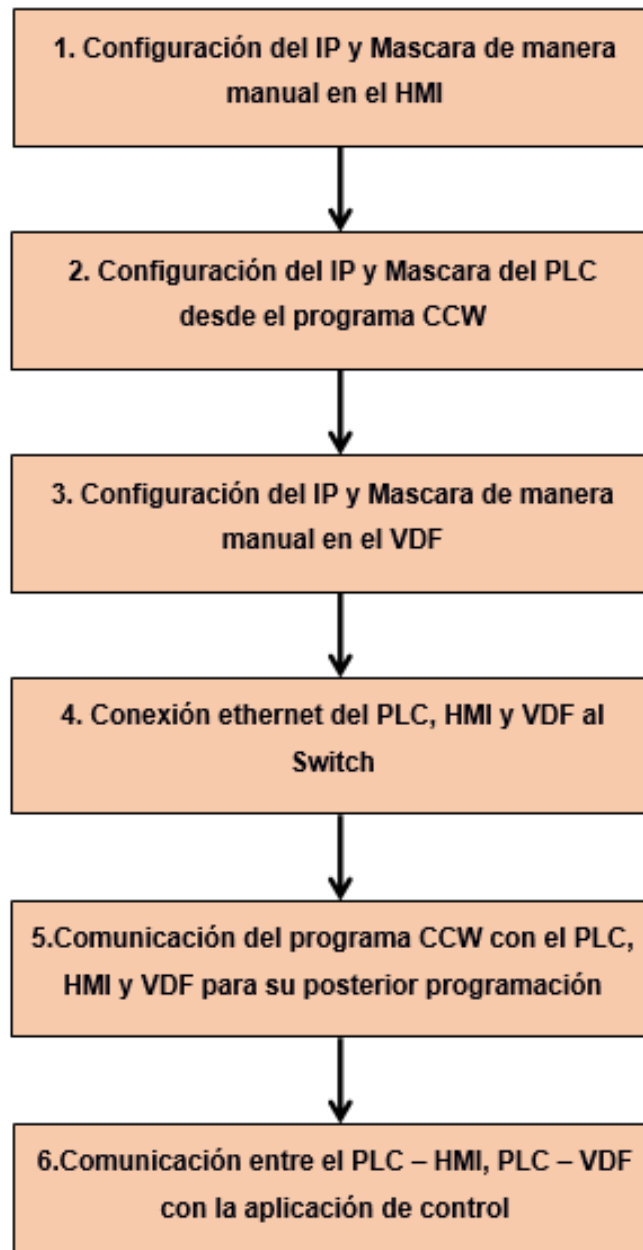 1. Configuración del IP y Mascara de manera
manual en el HMI
2. Configuración del IP y Mascara del PLC
desde el programa CCW
3. Configuración del IP y Mascara de manera
manual en el VDF
4. Conexión ethernet del PLC, HMI y VDF al
Switch
5.Comunicación del programa CCW con el PLC,
HMI y VDF para su posterior programación
6.Comunicación entre el PLC – HMI, PLC – VDF
con la aplicación de control